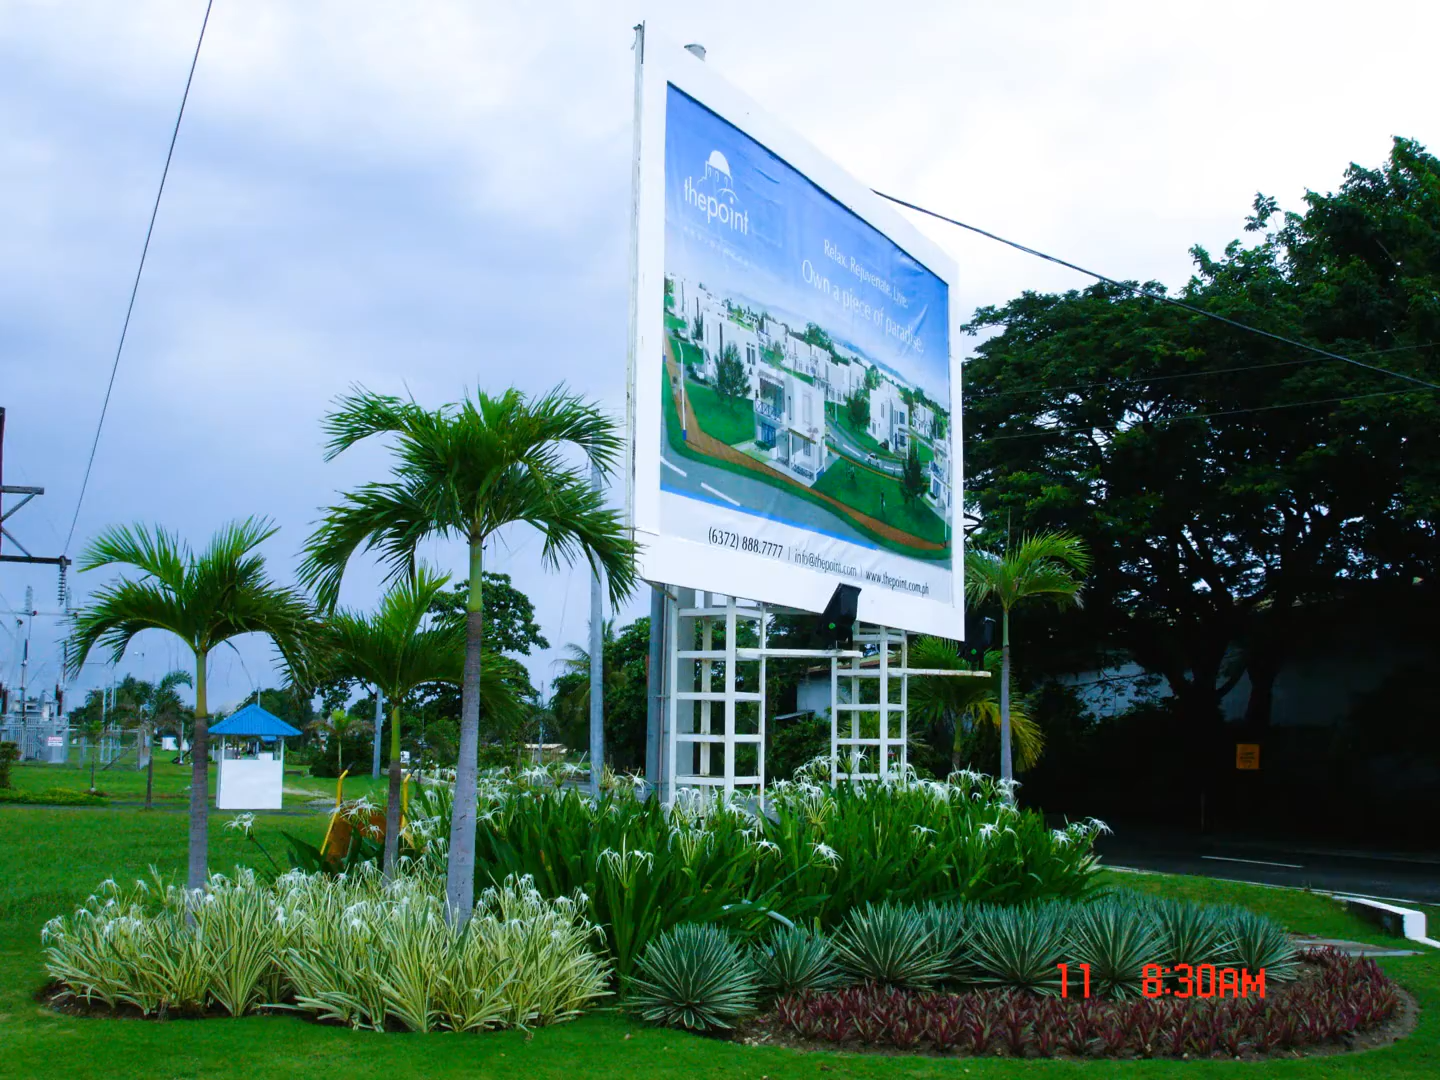 thepoint
Relax. Rejuvenate. Live.
Own a piece of paradise.
(6372) 888.7777 | info@thepoint.com | www.thepoint.com.ph
11 8:30AM